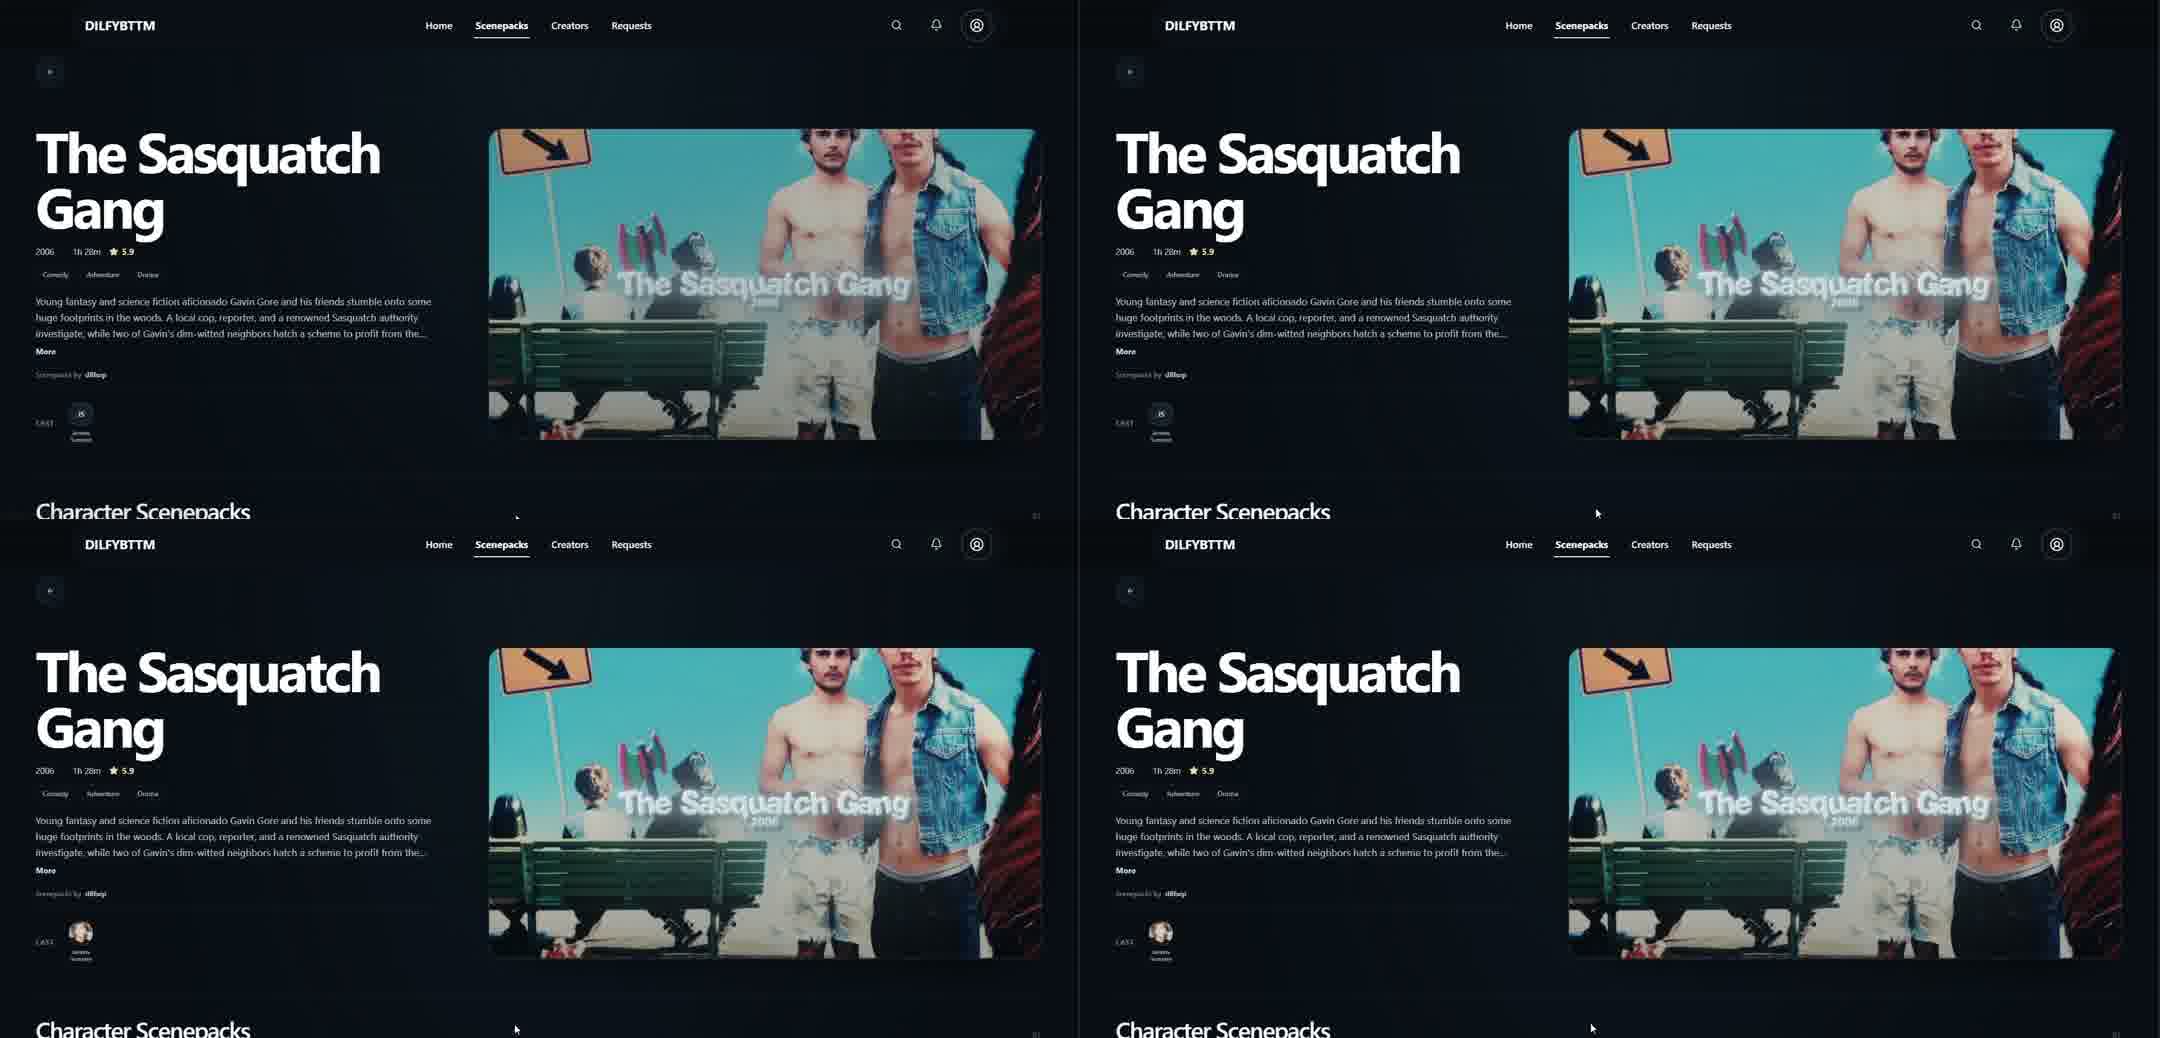 DILFYBTTM
Home Scenepacks Creators Requests
The Sasquatch
Gang
2006 1h 28m 5.9
Comedy Adventure Drama
Young fantasy and science fiction aficionado Gavin Gore and his friends stumble onto some
huge footprints in the woods. A local cop, reporter, and a renowned Sasquatch authority
investigate, while two of Gavin's dim-witted neighbors hatch a scheme to profit from the...
More
Scenepacks by
CAST
JS
The Sasquatch Gang
2006
Character Scenepacks
DILFYBTTM
Home Scenepacks Creators Requests
The Sasquatch
Gang
2006 1h 28m 5.9
Comedy Adventure Drama
Young fantasy and science fiction aficionado Gavin Gore and his friends stumble onto some
huge footprints in the woods. A local cop, reporter, and a renowned Sasquatch authority
investigate, while two of Gavin's dim-witted neighbors hatch a scheme to profit from the...
More
Scenepacks by
CAST
JS
The Sasquatch Gang
2006
Character Scenepacks
DILFYBTTM
Home Scenepacks Creators Requests
The Sasquatch
Gang
2006 1h 28m 5.9
Comedy Adventure Drama
Young fantasy and science fiction aficionado Gavin Gore and his friends stumble onto some
huge footprints in the woods. A local cop, reporter, and a renowned Sasquatch authority
investigate, while two of Gavin's dim-witted neighbors hatch a scheme to profit from the...
More
Scenepacks by
CAST
The Sasquatch Gang
2006
Character Scenepacks
DILFYBTTM
Home Scenepacks Creators Requests
The Sasquatch
Gang
2006 1h 28m 5.9
Comedy Adventure Drama
Young fantasy and science fiction aficionado Gavin Gore and his friends stumble onto some
huge footprints in the woods. A local cop, reporter, and a renowned Sasquatch authority
investigate, while two of Gavin's dim-witted neighbors hatch a scheme to profit from the...
More
Scenepacks by
CAST
The Sasquatch Gang
2006
Character Scenepacks